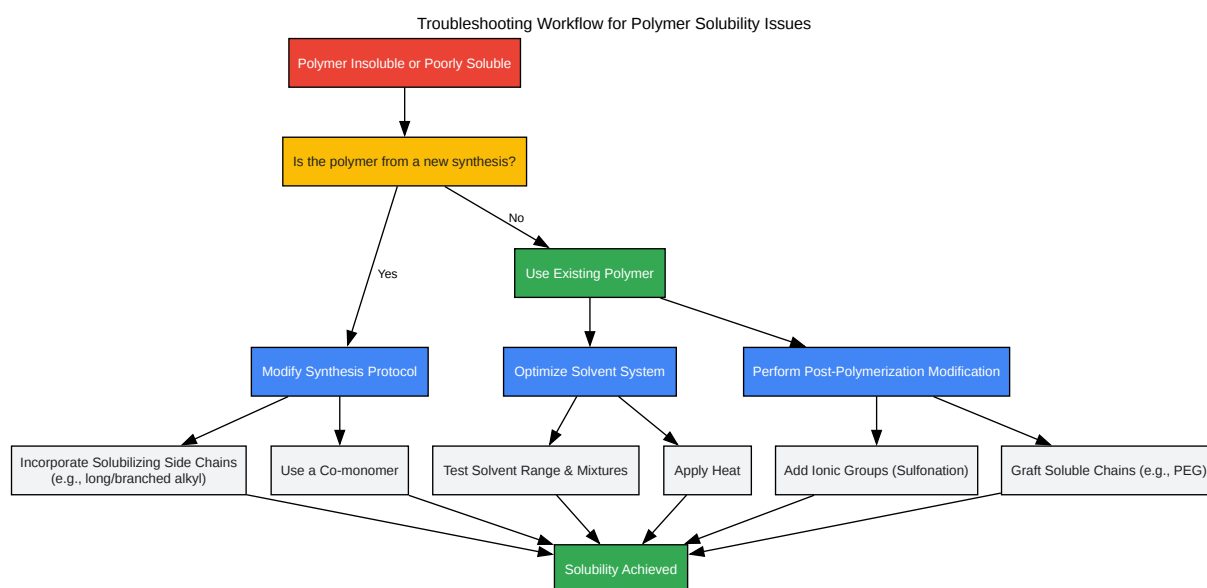 Troubleshooting Workflow for Polymer Solubility Issues
Polymer Insoluble or Poorly Soluble
Is the polymer from a new synthesis?
No
Use Existing Polymer
Yes
Modify Synthesis Protocol
Optimize Solvent System
Perform Post-Polymerization Modification
Incorporate Solubilizing Side Chains
(e.g., long/branched alkyl)
Use a Co-monomer
Test Solvent Range & Mixtures
Apply Heat
Add Ionic Groups (Sulfonation)
Graft Soluble Chains (e.g., PEG)
Solubility Achieved